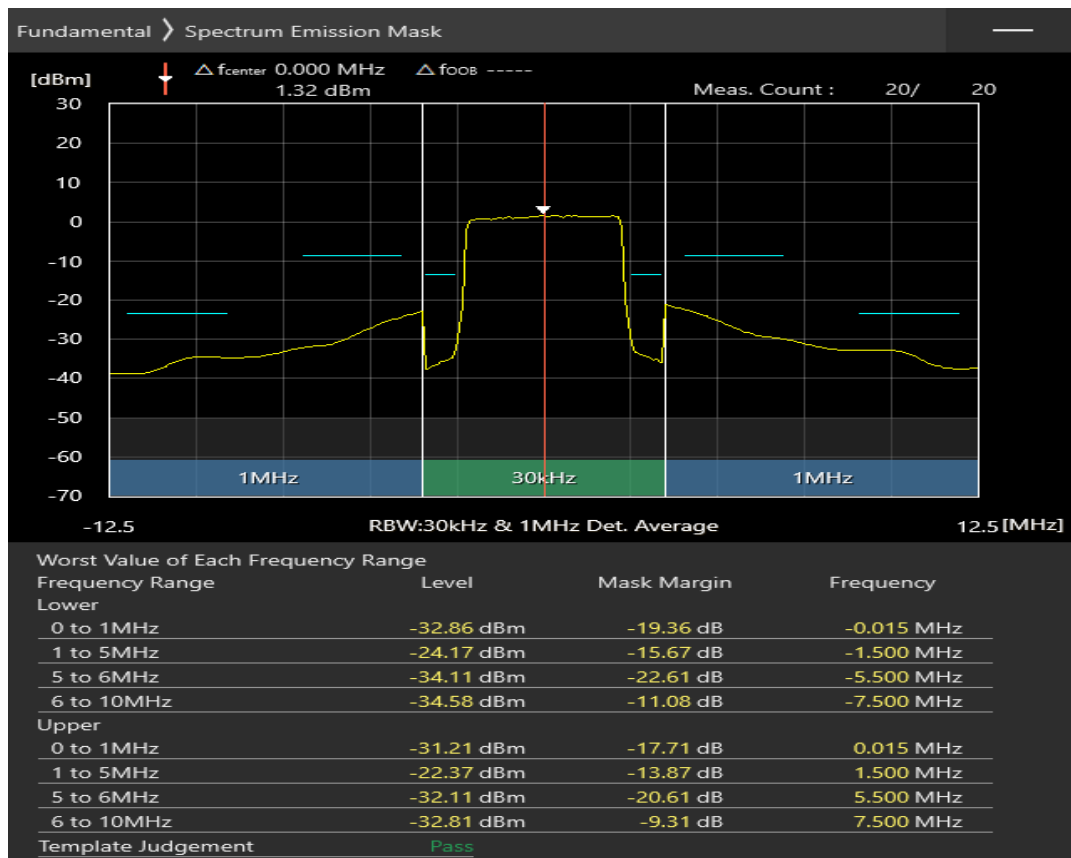 Fundamental ❯ Spectrum Emission Mask
[dBm] △ fcenter 0.000 MHz △ fOOB -----
1.32 dBm Meas. Count : 20/ 20
30
20
10
0
-10
-20
-30
-40
-50
-60
-70
1MHz 30kHz 1MHz
-12.5 RBW:30kHz & 1MHz Det. Average 12.5 [MHz]
Worst Value of Each Frequency Range
Frequency Range Level Mask Margin Frequency
Lower
0 to 1MHz -32.86 dBm -19.36 dB -0.015 MHz
1 to 5MHz -24.17 dBm -15.67 dB -1.500 MHz
5 to 6MHz -34.11 dBm -22.61 dB -5.500 MHz
6 to 10MHz -34.58 dBm -11.08 dB -7.500 MHz
Upper
0 to 1MHz -31.21 dBm -17.71 dB 0.015 MHz
1 to 5MHz -22.37 dBm -13.87 dB 1.500 MHz
5 to 6MHz -32.11 dBm -20.61 dB 5.500 MHz
6 to 10MHz -32.81 dBm -9.31 dB 7.500 MHz
Template Judgement Pass